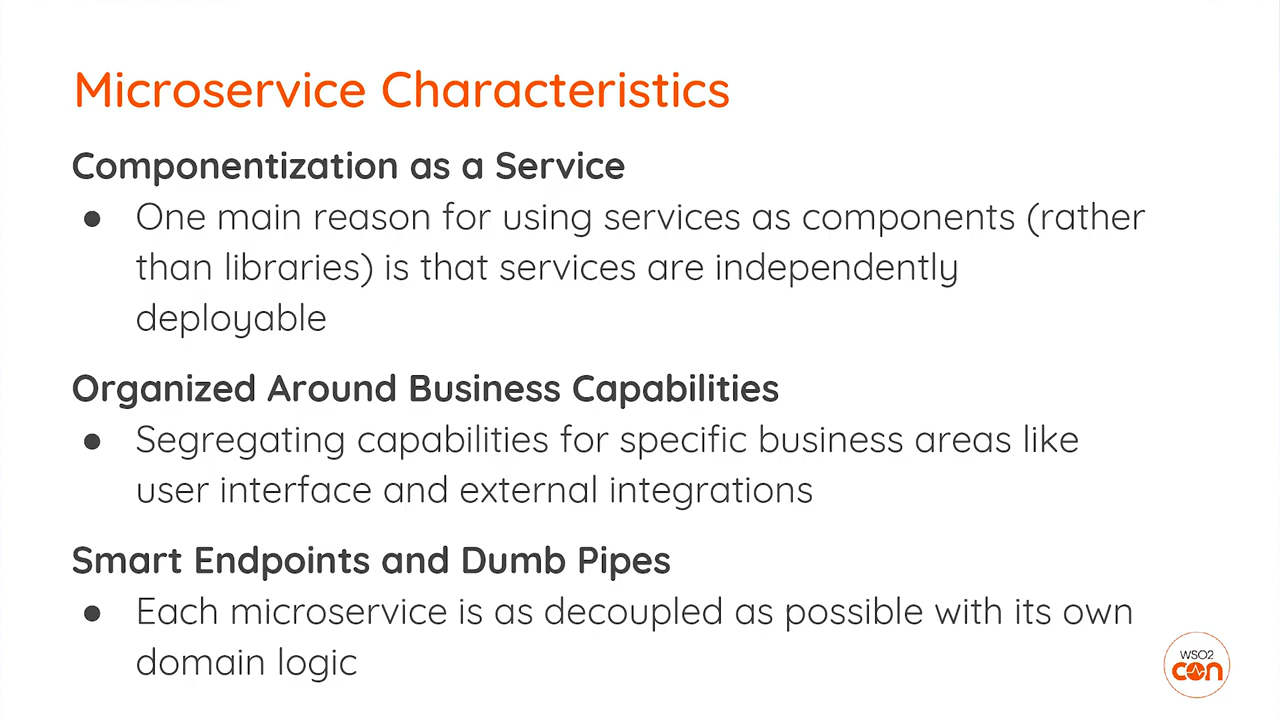 Microservice Characteristics
Componentization as a Service
● One main reason for using services as components (rather
than libraries) is that services are independently
deployable
Organized Around Business Capabilities
● Segregating capabilities for specific business areas like
user interface and external integrations
Smart Endpoints and Dumb Pipes
● Each microservice is as decoupled as possible with its own
domain logic
WSO2
con